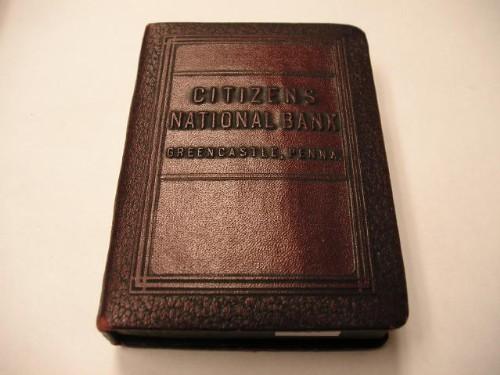 CITIZENS
NATIONAL BANK
GREENCASTLE, PENNA.